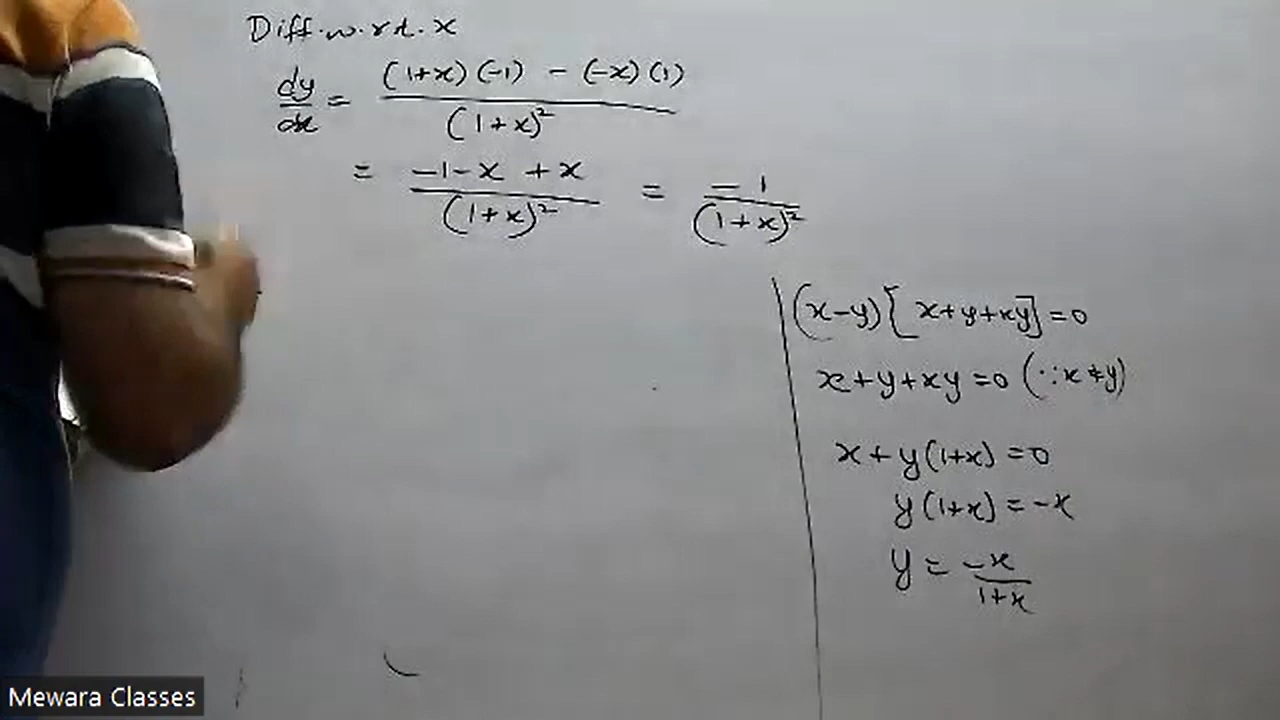 Diff.w.r.t.x
dy/dx = ((1+x)(-1) - (-x)(1))/(1+x)²
= (-1-x+x)/(1+x)² = -1/(1+x)²
(x-y)[x+y+xy]=0
x+y+xy=0 (∵x≠y)
x+y(1+x)=0
y(1+x)=-x
y = -x/(1+x)
Mewara Classes